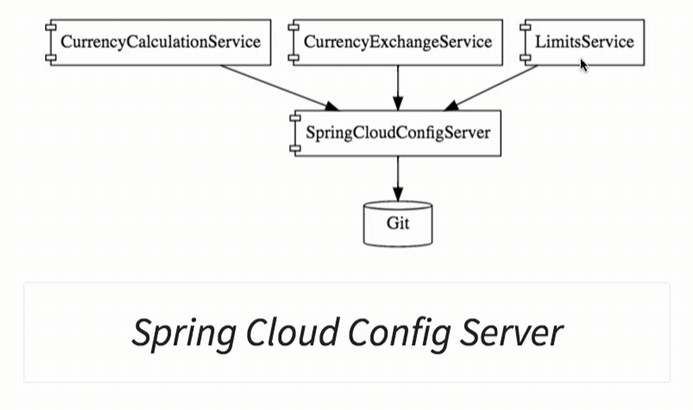 CurrencyCalculationService
CurrencyExchangeService
LimitsService
SpringCloudConfigServer
Git
Spring Cloud Config Server